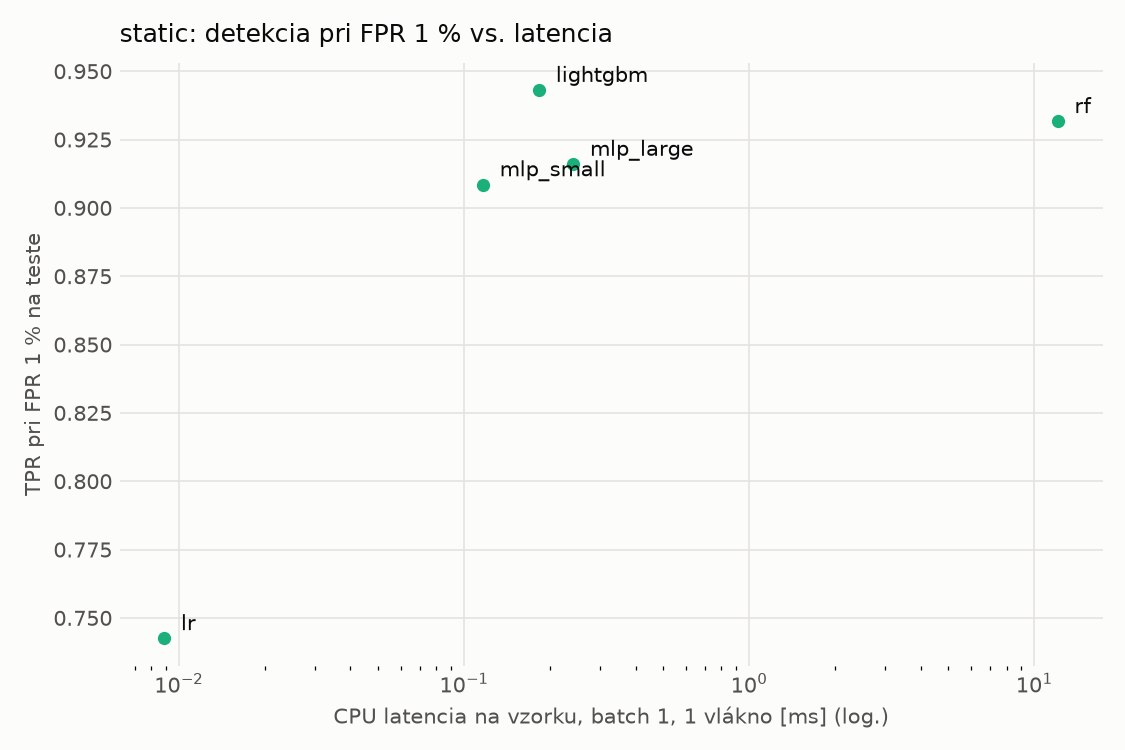 static: detekcia pri FPR 1 % vs. latencia
0.950
0.925
0.900
0.875
0.850
0.825
0.800
0.775
0.750
TPR pri FPR 1 % na teste
lightgbm
rf
mlp_large
mlp_small
lr
10⁻² 10⁻¹ 10⁰ 10¹
CPU latencia na vzorku, batch 1, 1 vlákno [ms] (log.)